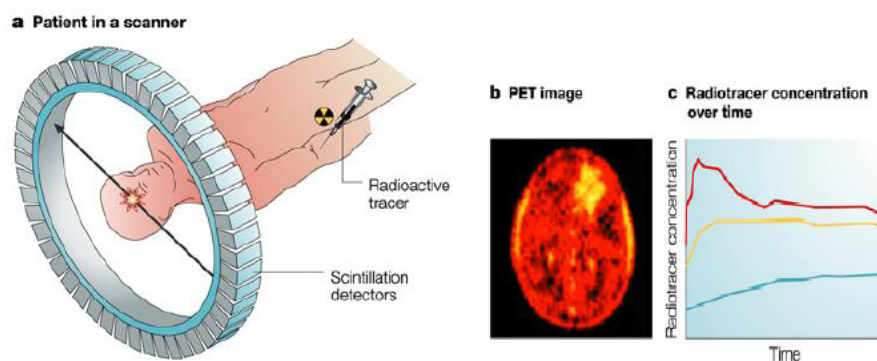 a Patient in a scanner
Radioactive
tracer
Scintillation
detectors
b PET image
c Radiotracer concentration
over time
Radiotracer concentration
Time